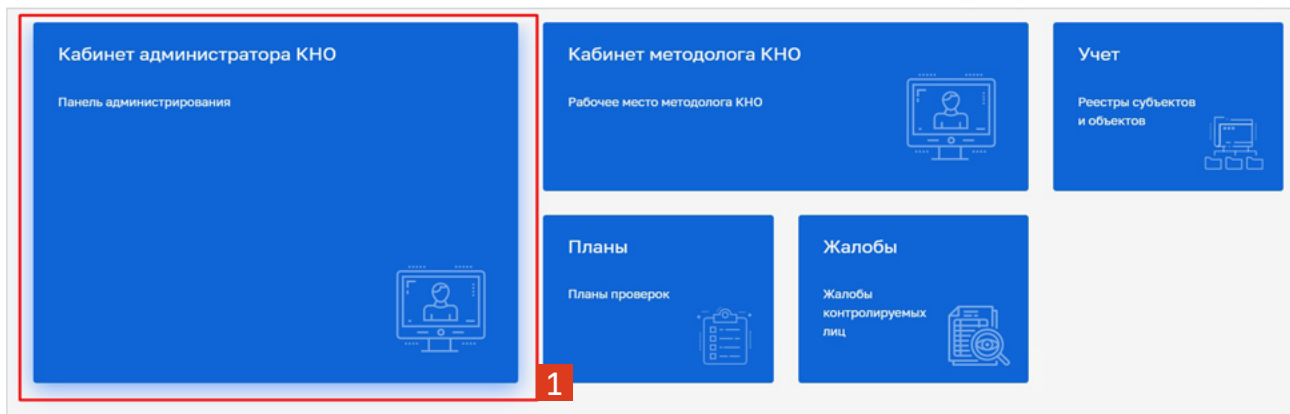 Кабинет администратора КНО
Панель администрирования
Кабинет методолога КНО
Рабочее место методолога КНО
Учет
Реестры субъектов
и объектов
Планы
Планы проверок
Жалобы
Жалобы
контролируемых
лиц
1